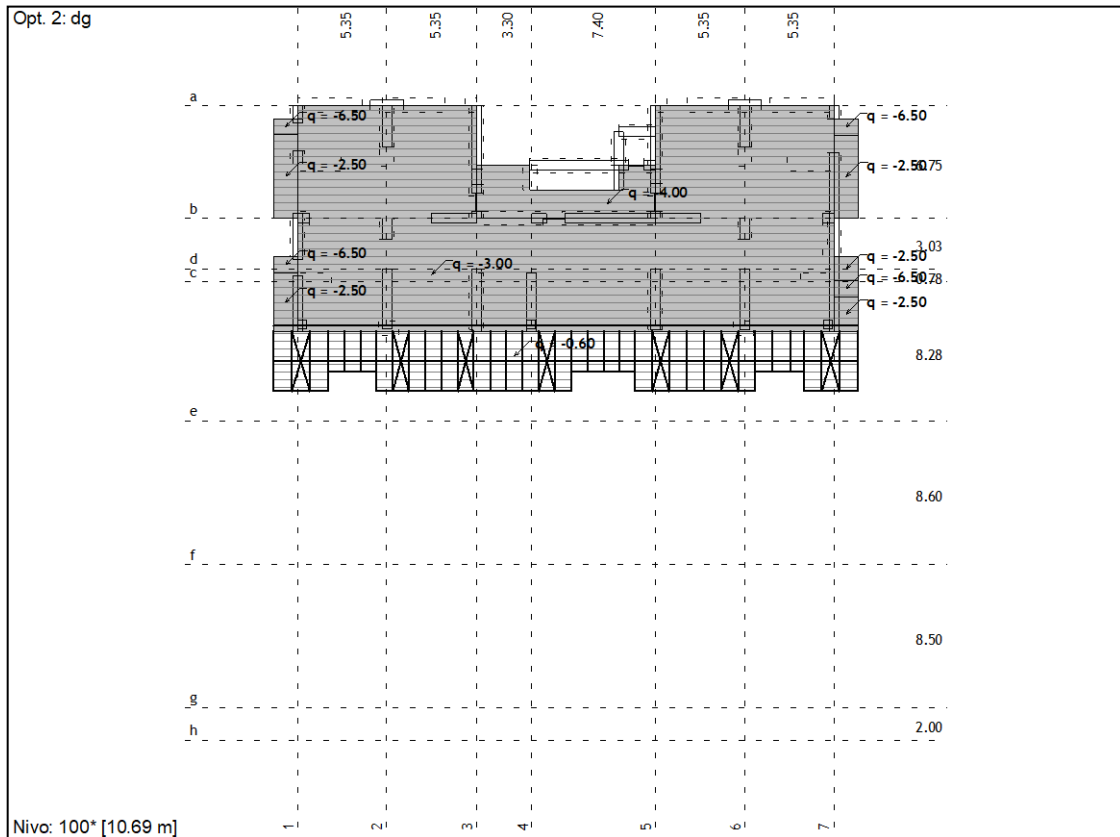 Opt. 2: dg
5.35
5.35
3.30
7.40
5.35
5.35
a
q = -6.50
q = -6.50
q = -2.50
q = -2.50
q = -4.00
b
3.03
q = -6.50
q = -2.50
d
q = -3.00
c
q = -6.50
0.78
q = -2.50
q = -2.50
q = -0.60
8.28
e
8.60
f
8.50
g
2.00
h
Nivo: 100* [10.69 m]
1
2
3
4
5
6
7